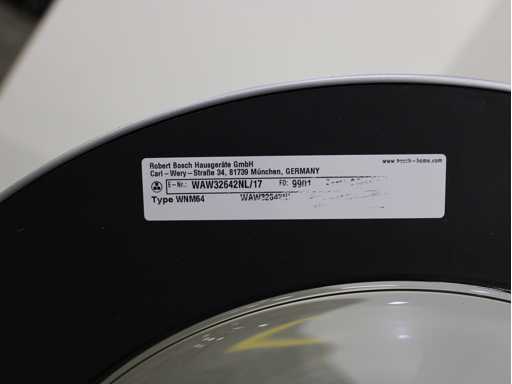 Robert Bosch Hausgeräte GmbH
www.bosch-home.com
Carl - Wery - Straße 34, 81739 München, GERMANY
E-Nr.: WAW32642NL/17 FD: 9901
Type WNM64